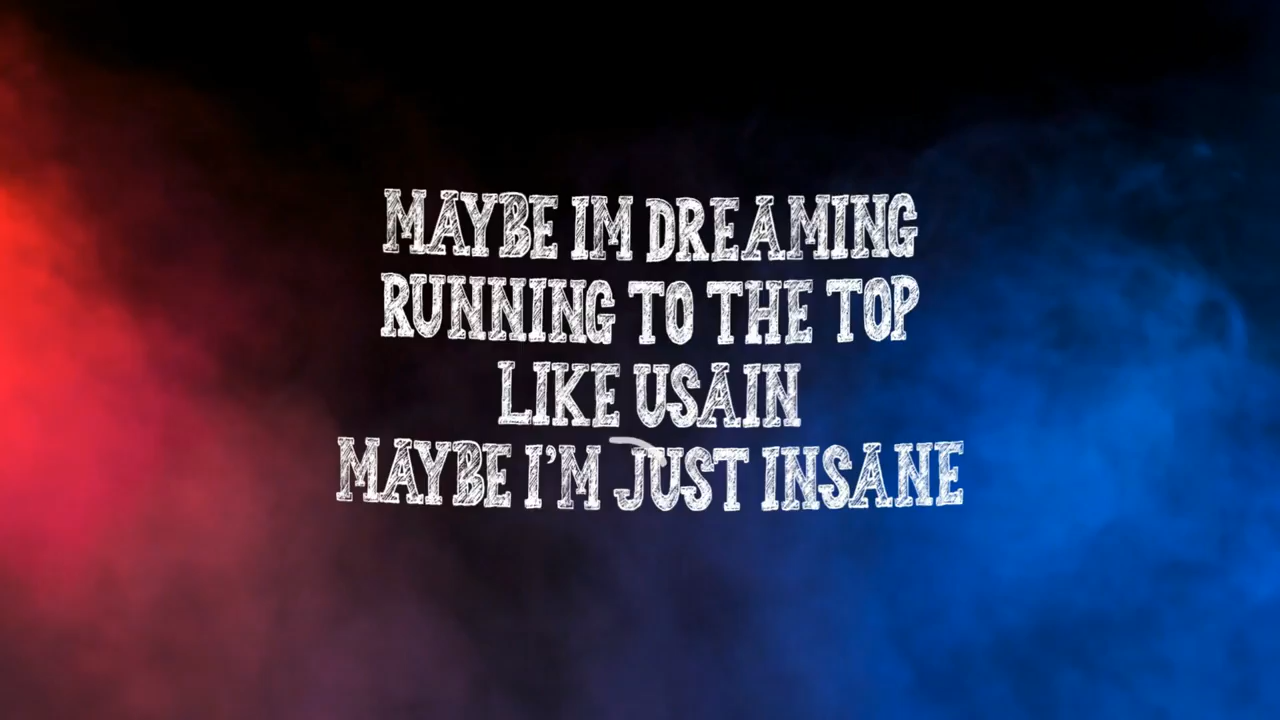 MAYBE IM DREAMING
RUNNING TO THE TOP
LIKE USAIN
MAYBE I'M JUST INSANE